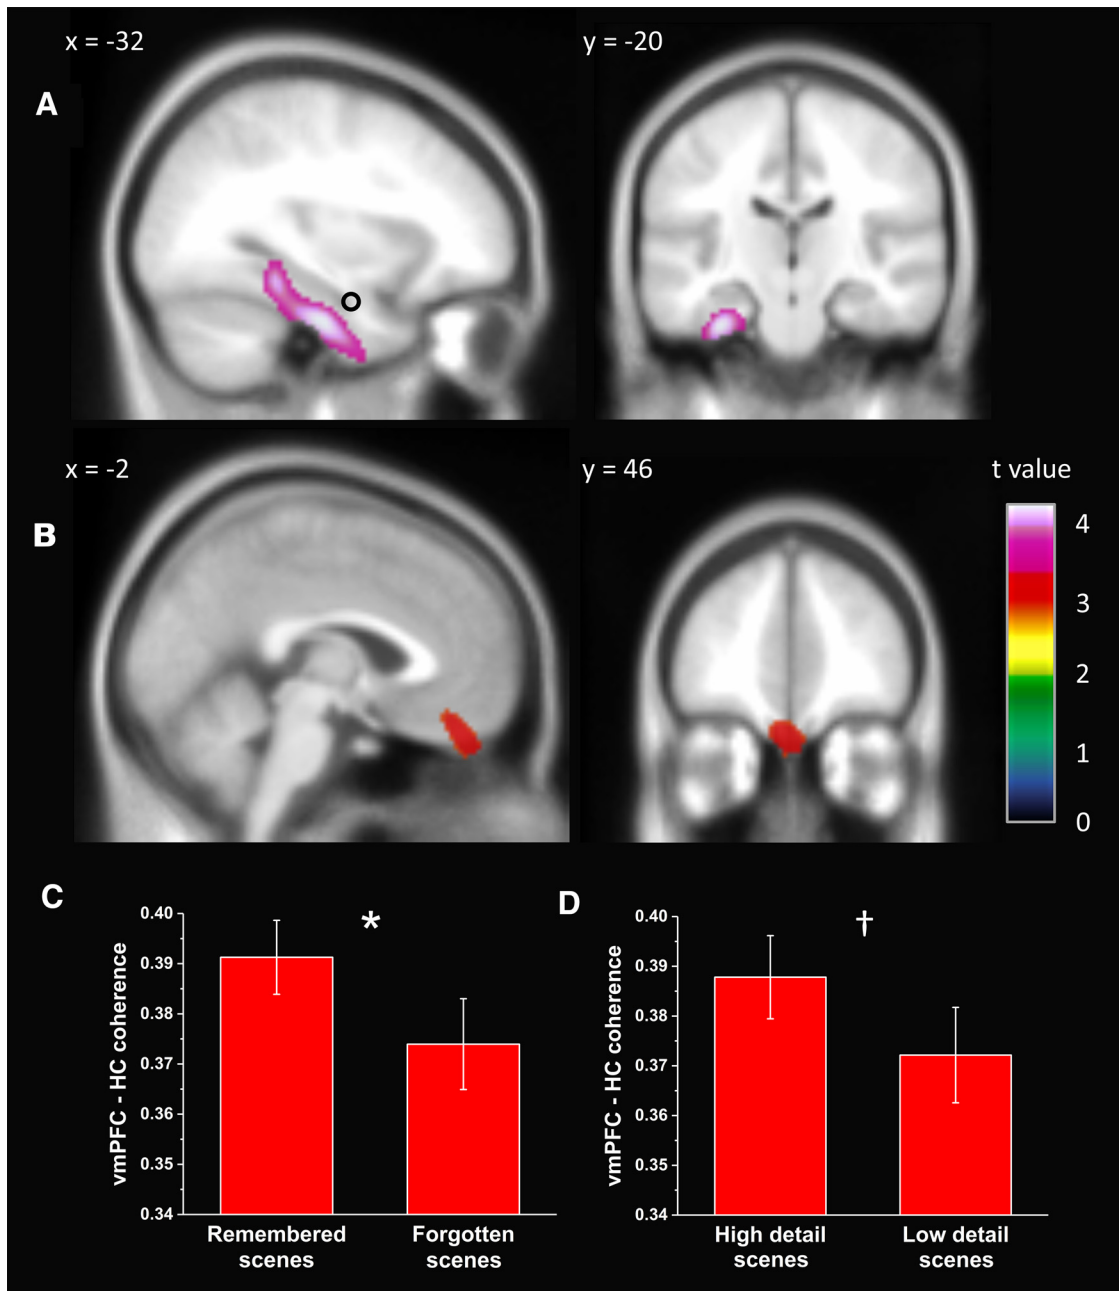 x = -32
y = -20
A
x = -2
y = 46
t value
B
4
3
2
1
0
C
D
*
†
vmPFC - HC coherence
0.40
0.39
0.38
0.37
0.36
0.35
0.34
Remembered
scenes
Forgotten
scenes
vmPFC - HC coherence
0.40
0.39
0.38
0.37
0.36
0.35
0.34
High detail
scenes
Low detail
scenes